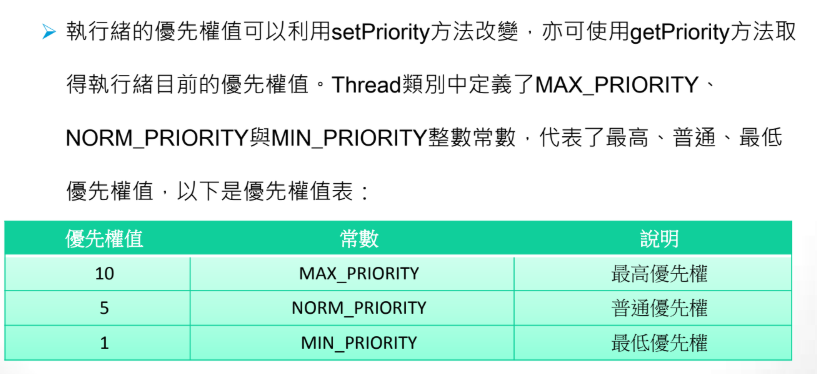 ➤ 執行緒的優先權值可以利用setPriority方法改變，亦可使用getPriority方法取
得執行緒目前的優先權值。Thread類別中定義了MAX_PRIORITY、
NORM_PRIORITY與MIN_PRIORITY整數常數，代表了最高、普通、最低
優先權值，以下是優先權值表：
優先權值 常數 說明
10 MAX_PRIORITY 最高優先權
5 NORM_PRIORITY 普通優先權
1 MIN_PRIORITY 最低優先權